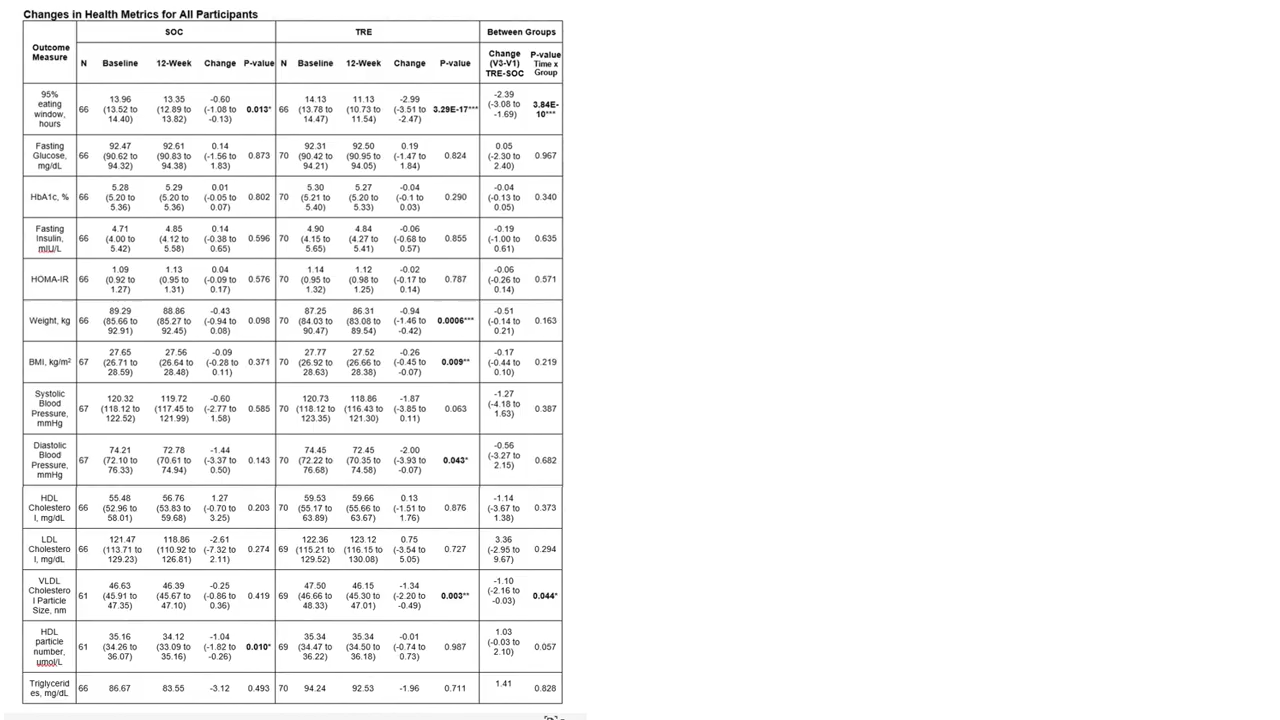 Changes in Health Metrics for All Participants
SOC TRE Between Groups
Outcome Measure N Baseline 12-Week Change P-value N Baseline 12-Week Change P-value Change (V3-V1) TRE-SOC P-value Time x Group
95% eating window, hours 66 13.96 (13.52 to 14.40) 13.35 (12.89 to 13.82) -0.60 (-1.08 to -0.13) 0.013* 66 14.13 (13.78 to 14.47) 11.13 (10.73 to 11.54) -2.99 (-3.51 to -2.47) 3.29E-17*** -2.39 (-3.08 to -1.69) 3.84E-10***
Fasting Glucose, mg/dL 66 92.47 (90.62 to 94.32) 92.61 (90.83 to 94.38) 0.14 (-1.56 to 1.83) 0.873 70 92.31 (90.42 to 94.21) 92.50 (90.95 to 94.05) 0.19 (-1.47 to 1.84) 0.824 0.05 (-2.30 to 2.40) 0.967
HbA1c, % 66 5.28 (5.20 to 5.36) 5.29 (5.20 to 5.36) 0.01 (-0.05 to 0.07) 0.802 70 5.30 (5.21 to 5.40) 5.27 (5.20 to 5.33) -0.04 (-0.1 to 0.03) 0.290 -0.04 (-0.13 to 0.05) 0.340
Fasting Insulin, mIU/L 66 4.71 (4.00 to 5.42) 4.85 (4.12 to 5.58) 0.14 (-0.38 to 0.65) 0.596 70 4.90 (4.15 to 5.65) 4.84 (4.27 to 5.41) -0.06 (-0.68 to 0.57) 0.855 -0.19 (-1.00 to 0.61) 0.635
HOMA-IR 66 1.09 (0.92 to 1.27) 1.13 (0.95 to 1.31) 0.04 (-0.09 to 0.17) 0.576 70 1.14 (0.95 to 1.32) 1.12 (0.98 to 1.25) -0.02 (-0.17 to 0.14) 0.787 -0.06 (-0.26 to 0.14) 0.571
Weight, kg 66 89.29 (85.66 to 92.91) 88.86 (85.27 to 92.45) -0.43 (-0.94 to 0.08) 0.098 70 87.25 (84.03 to 90.47) 86.31 (83.08 to 89.54) -0.94 (-1.46 to -0.42) 0.0006*** -0.51 (-0.14 to 0.21) 0.163
BMI, kg/m² 67 27.65 (26.71 to 28.59) 27.56 (26.64 to 28.48) -0.09 (-0.28 to 0.11) 0.371 70 27.77 (26.92 to 28.63) 27.52 (26.66 to 28.38) -0.26 (-0.45 to -0.07) 0.009** -0.17 (-0.44 to 0.10) 0.219
Systolic Blood Pressure, mmHg 67 120.32 (118.12 to 122.52) 119.72 (117.45 to 121.99) -0.60 (-2.77 to 1.58) 0.585 70 120.73 (118.12 to 123.35) 118.86 (116.43 to 121.30) -1.87 (-3.85 to 0.11) 0.063 -1.27 (-4.18 to 1.63) 0.387
Diastolic Blood Pressure, mmHg 67 74.21 (72.10 to 76.33) 72.78 (70.61 to 74.94) -1.44 (-3.37 to 0.50) 0.143 70 74.45 (72.22 to 76.68) 72.45 (70.35 to 74.58) -2.00 (-3.93 to -0.07) 0.043* -0.56 (-3.27 to 2.15) 0.682
HDL Cholesterol, mg/dL 66 55.48 (52.96 to 58.01) 56.76 (53.83 to 59.68) 1.27 (-0.70 to 3.25) 0.203 70 59.53 (55.17 to 63.89) 59.66 (55.66 to 63.67) 0.13 (-1.51 to 1.76) 0.876 -1.14 (-3.67 to 1.38) 0.373
LDL Cholesterol, mg/dL 66 121.47 (113.71 to 129.23) 118.86 (110.92 to 126.81) -2.61 (-7.32 to 2.11) 0.274 69 122.36 (115.21 to 129.52) 123.12 (116.15 to 130.08) 0.75 (-3.54 to 5.05) 0.727 3.36 (-2.95 to 9.67) 0.294
VLDL Cholesterol Particle Size, nm 61 46.63 (45.91 to 47.35) 46.39 (45.67 to 47.10) -0.25 (-0.86 to 0.36) 0.419 69 47.50 (46.66 to 48.33) 46.15 (45.30 to 47.01) -1.34 (-2.20 to -0.49) 0.003** -1.10 (-2.16 to -0.03) 0.044*
HDL particle number, umol/L 61 35.16 (34.26 to 36.07) 34.12 (33.09 to 35.16) -1.04 (-1.82 to -0.26) 0.010* 69 35.34 (34.47 to 36.22) 35.34 (34.50 to 36.18) -0.01 (-0.74 to 0.73) 0.987 1.03 (-0.03 to 2.10) 0.057
Triglycerides, mg/dL 66 86.67 83.55 -3.12 0.493 70 94.24 92.53 -1.96 0.711 1.41 0.828